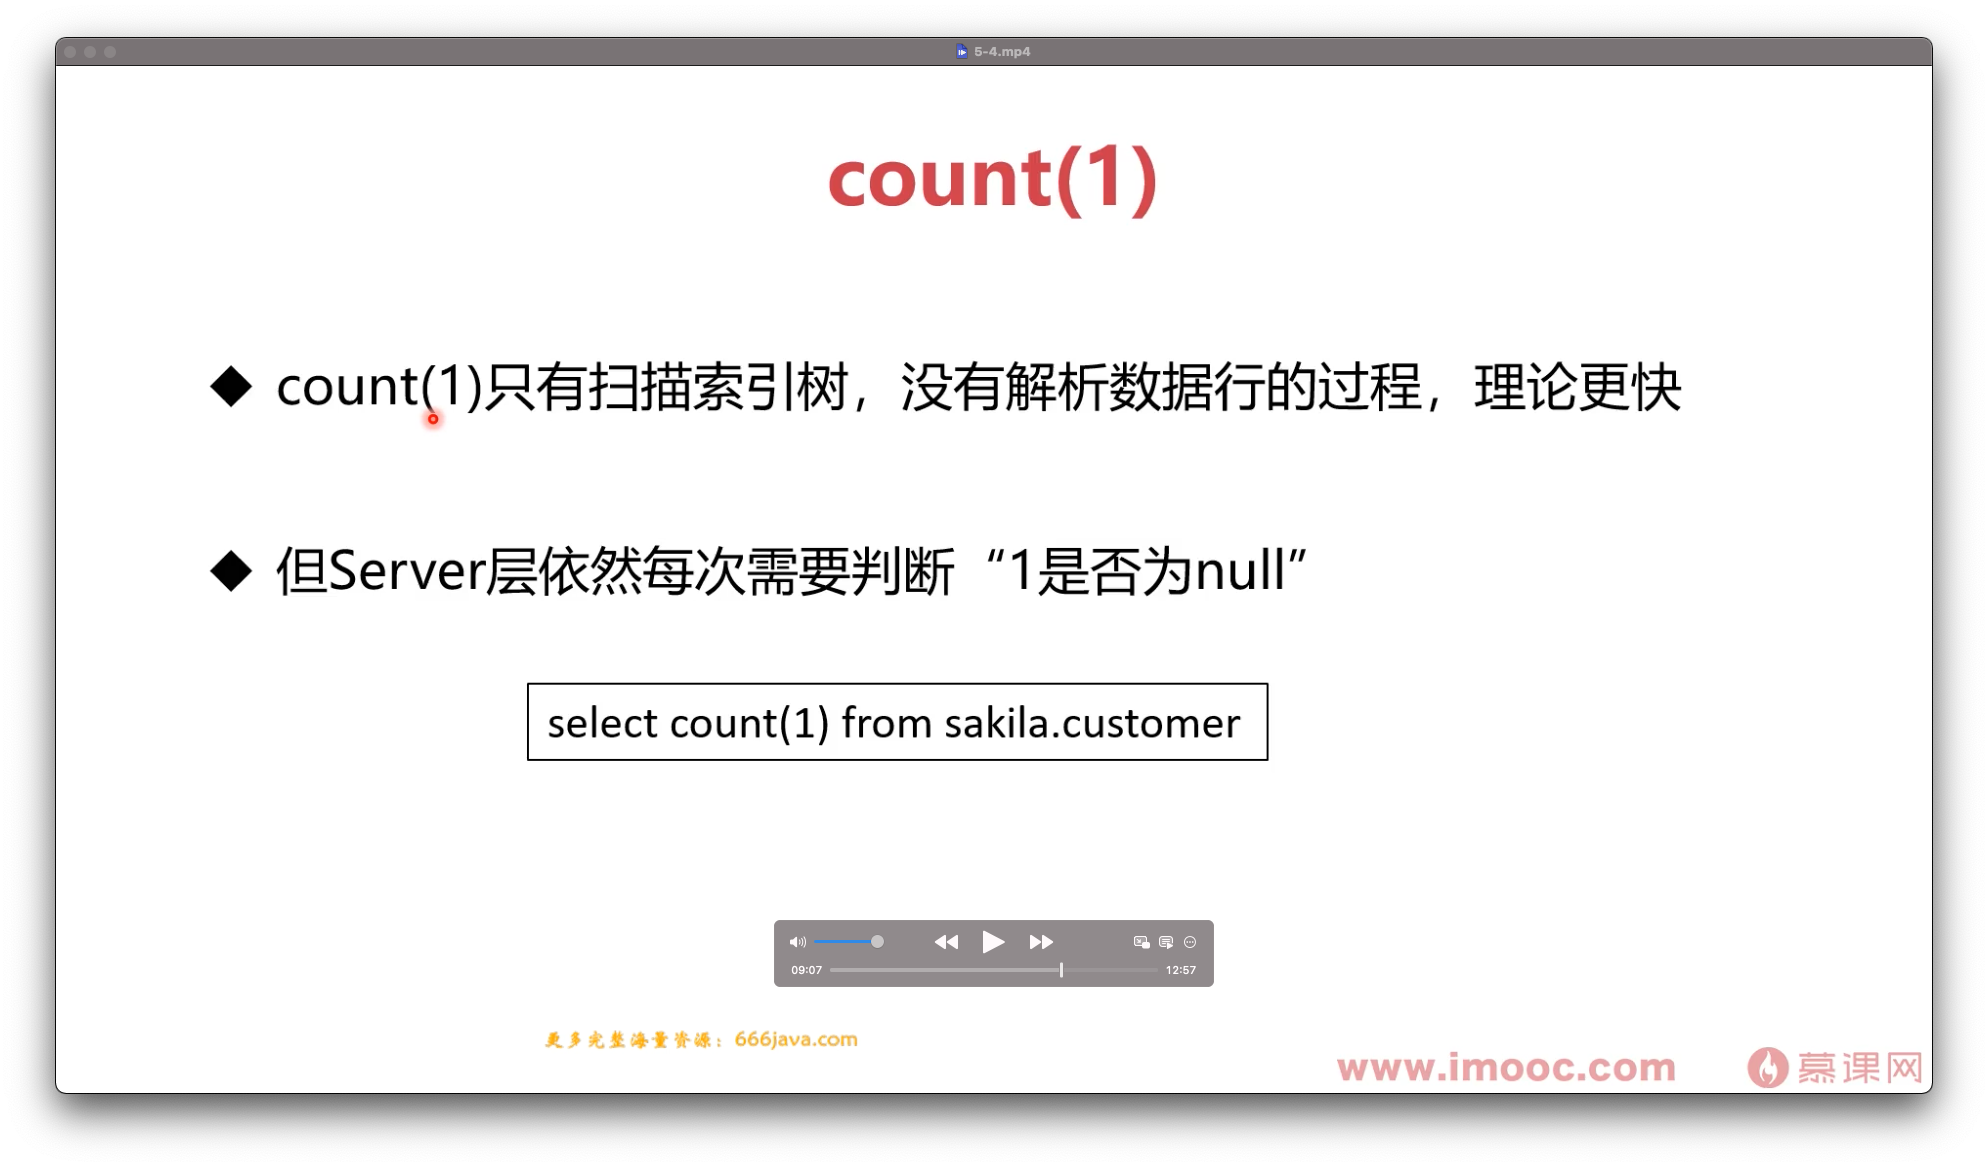 5-4.mp4
count(1)
◆ count(1)只有扫描索引树，没有解析数据行的过程，理论更快
◆ 但Server层依然每次需要判断“1是否为null”
select count(1) from sakila.customer
09:07
12:57
更多完整海量资源：666java.com
www.imooc.com
慕课网